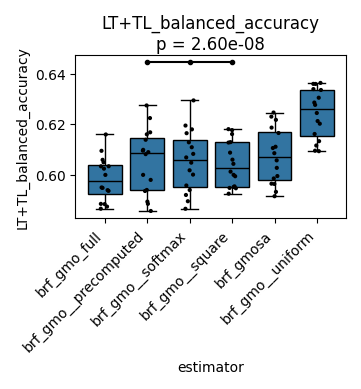 LT+TL_balanced_accuracy
p = 2.60e-08
LT+TL_balanced_accuracy
0.64
0.62
0.60
brf_gmo_full
brf_gmo__precomputed
brf_gmo__softmax
brf_gmo__square
brf_gmosa
brf_gmo__uniform
estimator